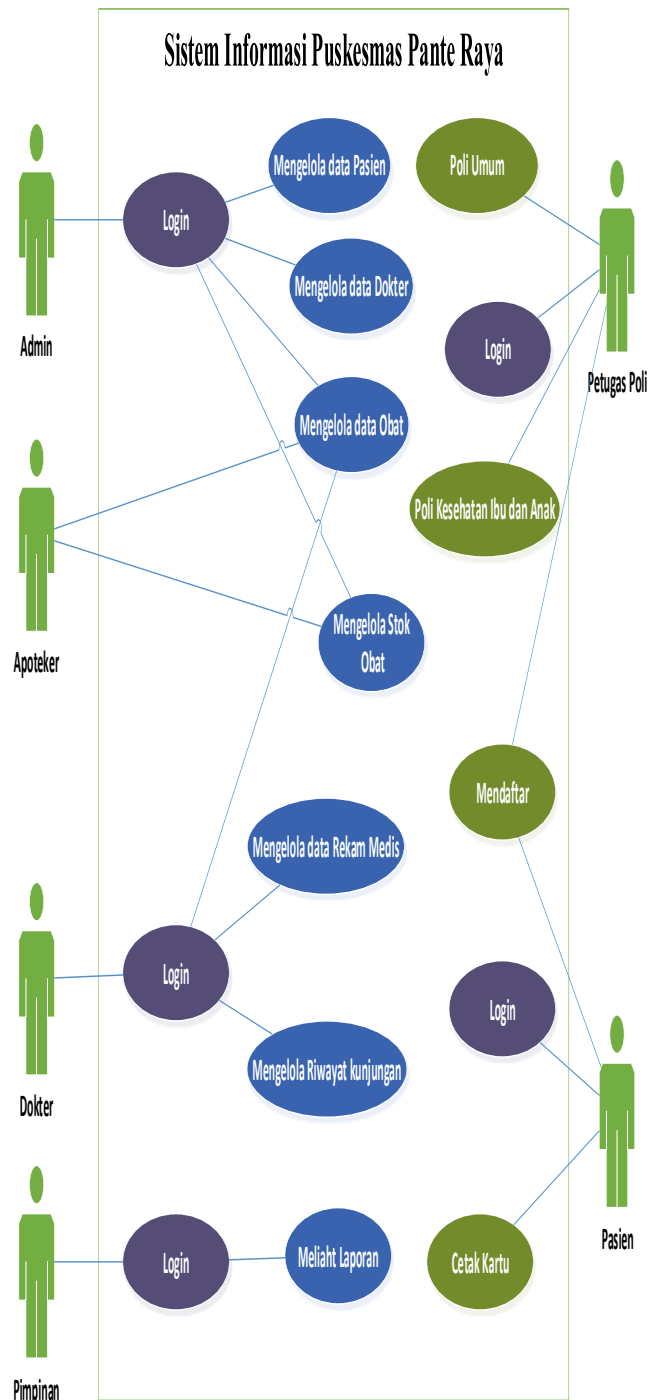 Sistem Informasi Puskesmas Pante Raya
Mengelola data Pasien
Poli Umum
Login
Mengelola data Dokter
Login
Admin
Petugas Poli
Mengelola data Obat
Poli Kesehatan Ibu dan Anak
Mengelola Stok
Obat
Apoteker
Mendaftar
Mengelola data Rekam Medis
Login
Login
Mengelola Riwayat kunjungan
Dokter
Pasien
Login
Meliaht Laporan
Cetak Kartu
Pimpinan